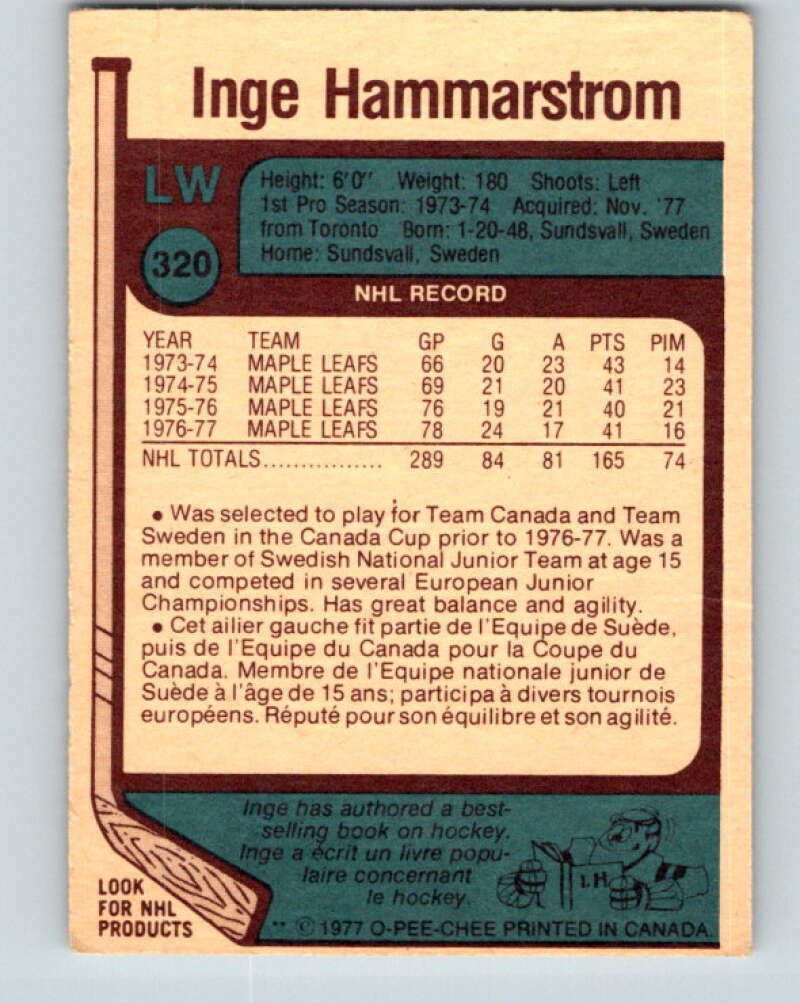 Inge Hammarstrom
LW
320
Height: 6'0" Weight: 180 Shoots: Left
1st Pro Season: 1973-74 Acquired: Nov. '77
from Toronto Born: 1-20-48, Sundsvall, Sweden
Home: Sundsvall, Sweden
NHL RECORD
YEAR TEAM GP G A PTS PIM
1973-74 MAPLE LEAFS 66 20 23 43 14
1974-75 MAPLE LEAFS 69 21 20 41 23
1975-76 MAPLE LEAFS 76 19 21 40 21
1976-77 MAPLE LEAFS 78 24 17 41 16
NHL TOTALS................ 289 84 81 165 74
• Was selected to play for Team Canada and Team
Sweden in the Canada Cup prior to 1976-77. Was a
member of Swedish National Junior Team at age 15
and competed in several European Junior
Championships. Has great balance and agility.
• Cet ailier gauche fit partie de l'Equipe de Suède,
puis de l'Equipe du Canada pour la Coupe du
Canada. Membre de l'Equipe nationale junior de
Suède à l'âge de 15 ans; participa à divers tournois
européens. Réputé pour son équilibre et son agilité.
Inge has authored a best-
selling book on hockey.
Inge a écrit un livre popu-
laire concernant
le hockey.
I.H.
LOOK
FOR NHL
PRODUCTS
** © 1977 O-PEE-CHEE PRINTED IN CANADA.